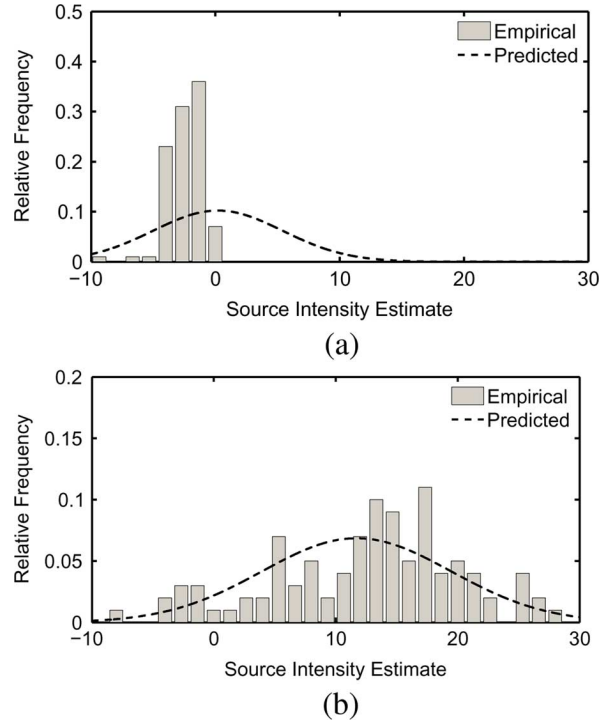 0.5
Empirical
Predicted
0.4
0.3
0.2
0.1
0
Relative Frequency
−10 0 10 20 30
Source Intensity Estimate
(a)
0.2
Empirical
Predicted
0.15
0.1
0.05
0
Relative Frequency
−10 0 10 20 30
Source Intensity Estimate
(b)